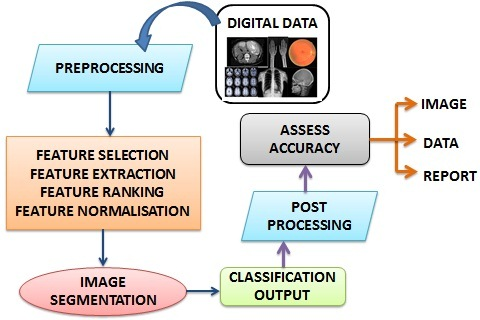 DIGITAL DATA
PREPROCESSING
FEATURE SELECTION
FEATURE EXTRACTION
FEATURE RANKING
FEATURE NORMALISATION
IMAGE
SEGMENTATION
CLASSIFICATION
OUTPUT
POST
PROCESSING
ASSESS
ACCURACY
IMAGE
DATA
REPORT